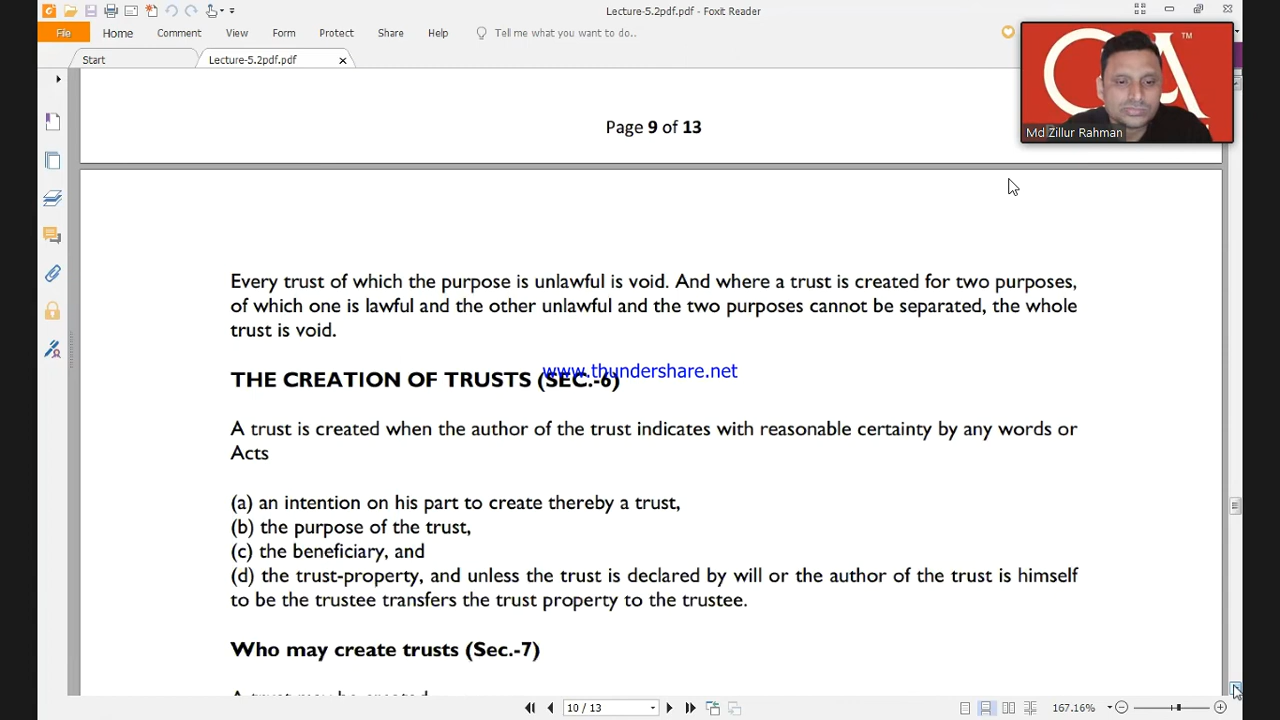 Lecture-5.2pdf.pdf - Foxit Reader
File Home Comment View Form Protect Share Help Tell me what you want to do..
Start Lecture-5.2pdf.pdf
TM
CA
Md Zillur Rahman
Page 9 of 13
Every trust of which the purpose is unlawful is void. And where a trust is created for two purposes,
of which one is lawful and the other unlawful and the two purposes cannot be separated, the whole
trust is void.
www.thundershare.net
THE CREATION OF TRUSTS (SEC.-6)
A trust is created when the author of the trust indicates with reasonable certainty by any words or
Acts
(a) an intention on his part to create thereby a trust,
(b) the purpose of the trust,
(c) the beneficiary, and
(d) the trust-property, and unless the trust is declared by will or the author of the trust is himself
to be the trustee transfers the trust property to the trustee.
Who may create trusts (Sec.-7)
A trust may be created
10 / 13 167.16%